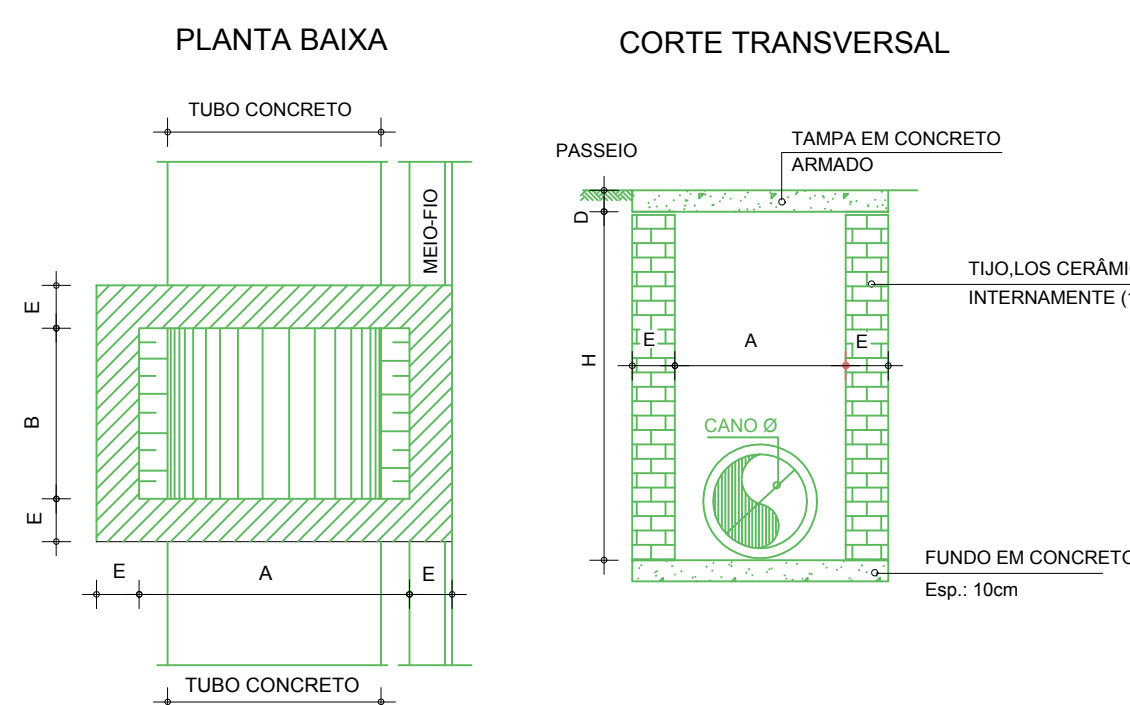 PLANTA BAIXA
CORTE TRANSVERSAL
TUBO CONCRETO
MEIO-FIO
E
B
E
E
A
E
TUBO CONCRETO
PASSEIO
TAMPA EM CONCRETO
ARMADO
D
H
TIJO,LOS
INTERNAMENTE
E
A
E
CANO Ø
FUNDO EM CONCRETO
Esp.: 10cm